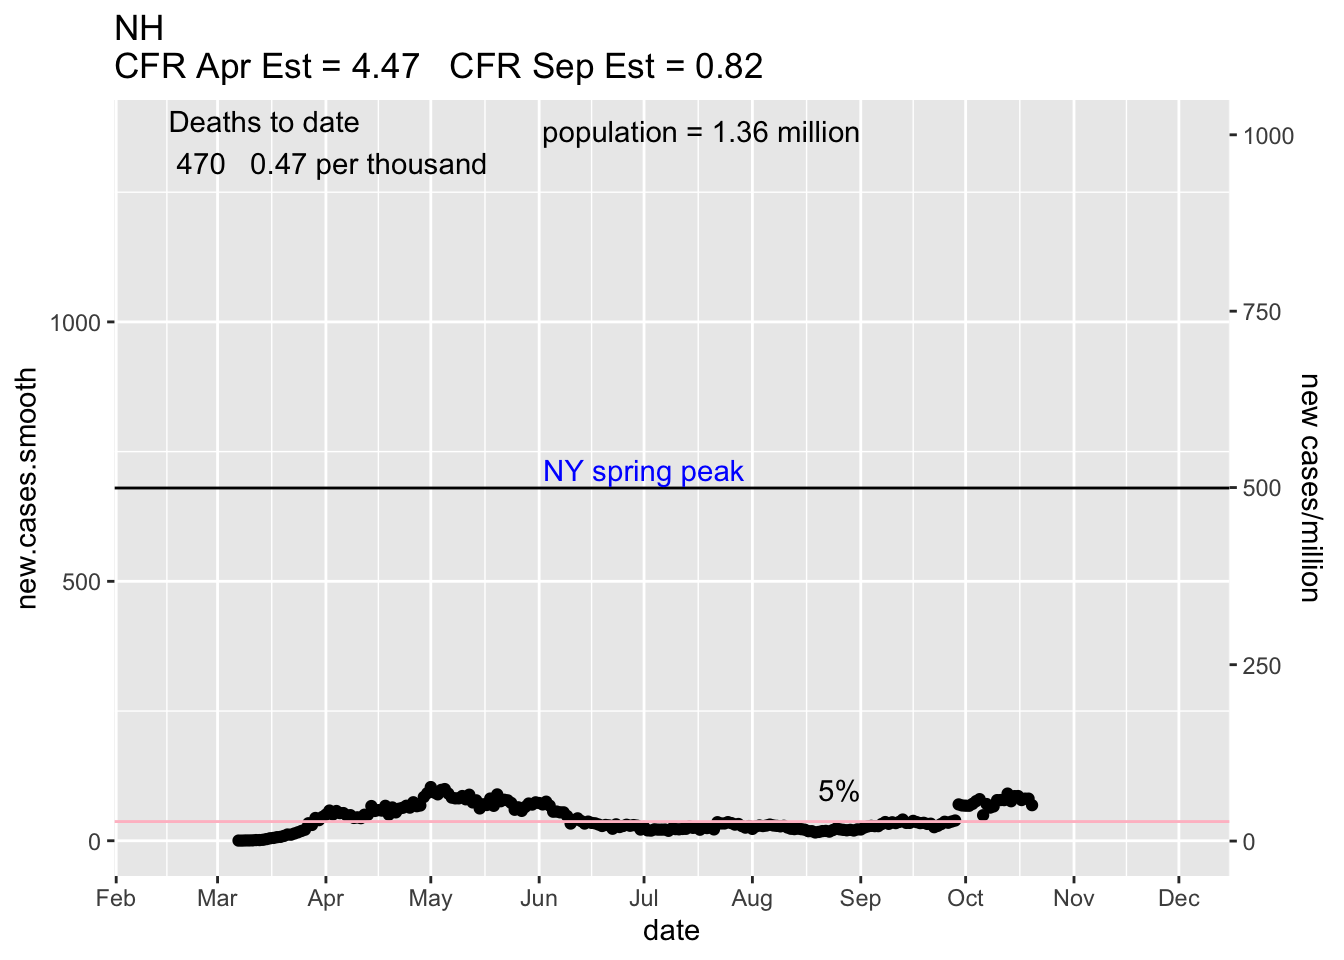 NH
CFR Apr Est = 4.47   CFR Sep Est = 0.82
Deaths to date
470   0.47 per thousand
population = 1.36 million
1000
750
500
250
0
new cases/million
1000
500
0
new.cases.smooth
NY spring peak
5%
Feb Mar Apr May Jun Jul Aug Sep Oct Nov Dec
date